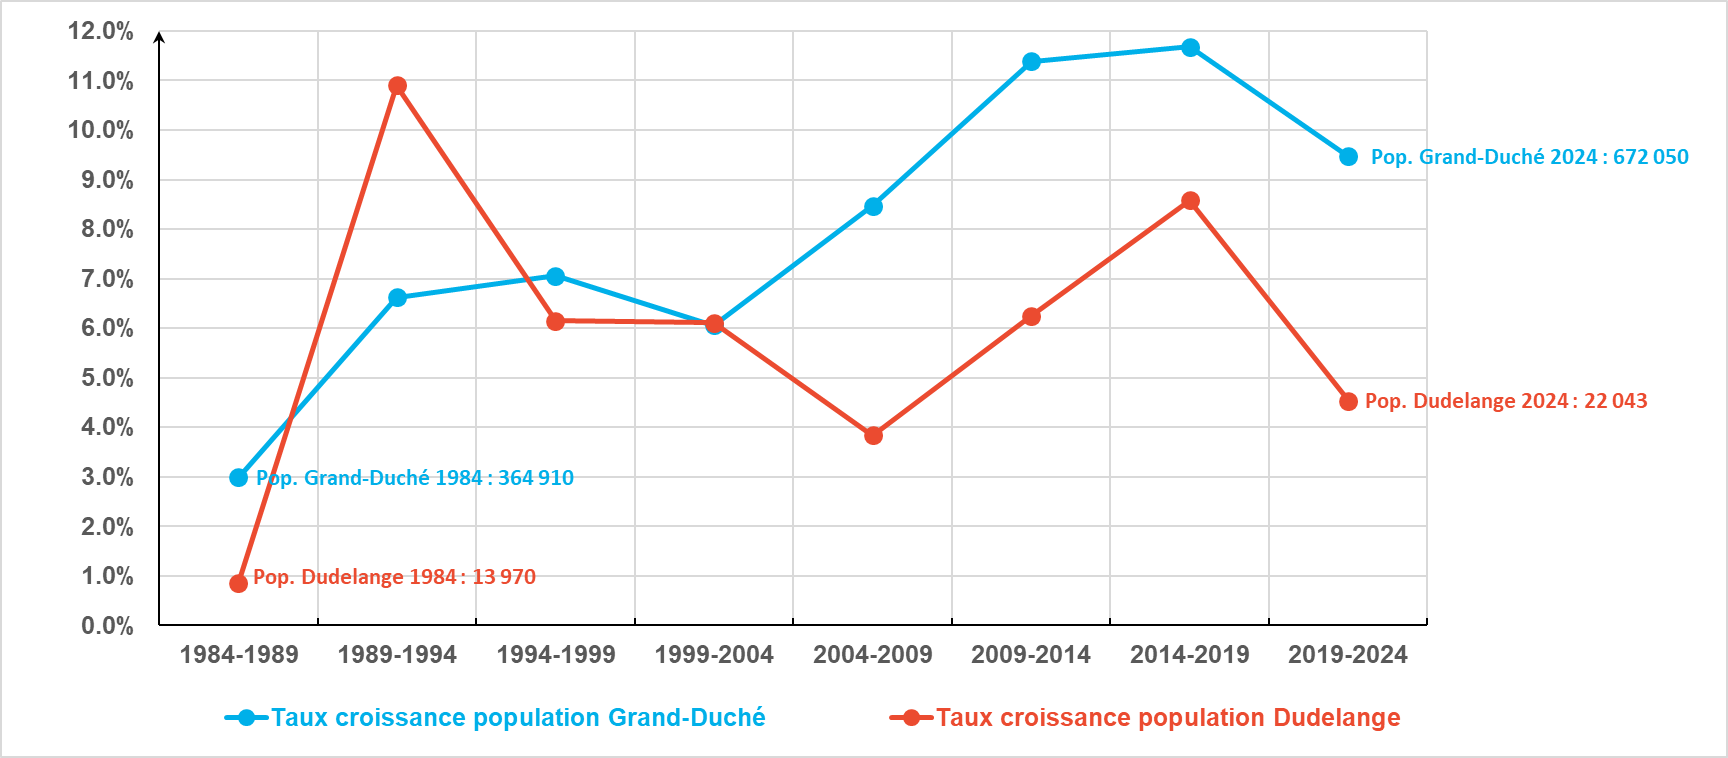 12.0%
11.0%
10.0%
9.0%
8.0%
7.0%
6.0%
5.0%
4.0%
3.0%
2.0%
1.0%
0.0%
Pop. Grand-Duché 2024 : 672 050
Pop. Dudelange 2024 : 22 043
Pop. Grand-Duché 1984 : 364 910
Pop. Dudelange 1984 : 13 970
1984-1989 1989-1994 1994-1999 1999-2004 2004-2009 2009-2014 2014-2019 2019-2024
Taux croissance population Grand-Duché Taux croissance population Dudelange